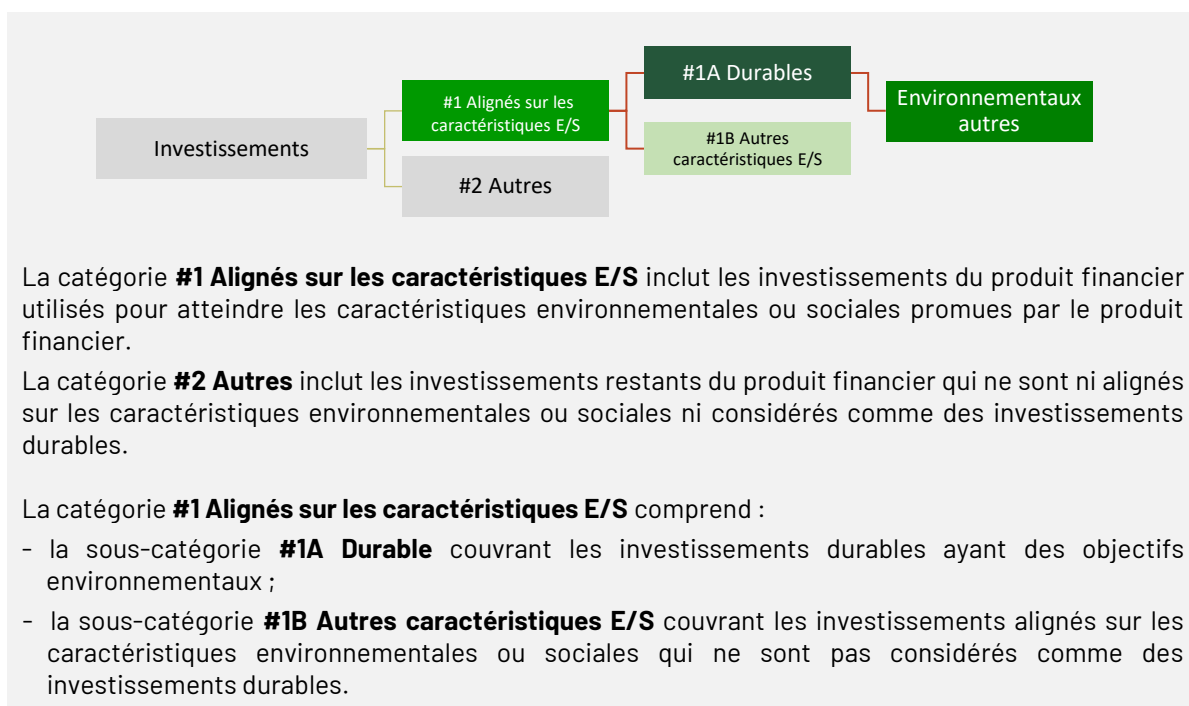 #1A Durables
Environnementaux
autres
#1 Alignés sur les
caractéristiques E/S
#1B Autres
caractéristiques E/S
Investissements
#2 Autres
La catégorie #1 Alignés sur les caractéristiques E/S inclut les investissements du produit financier
utilisés pour atteindre les caractéristiques environnementales ou sociales promues par le produit
financier.
La catégorie #2 Autres inclut les investissements restants du produit financier qui ne sont ni alignés
sur les caractéristiques environnementales ou sociales ni considérés comme des investissements
durables.
La catégorie #1 Alignés sur les caractéristiques E/S comprend :
- la sous-catégorie #1A Durable couvrant les investissements durables ayant des objectifs
environnementaux ;
- la sous-catégorie #1B Autres caractéristiques E/S couvrant les investissements alignés sur les
caractéristiques environnementales ou sociales qui ne sont pas considérés comme des
investissements durables.